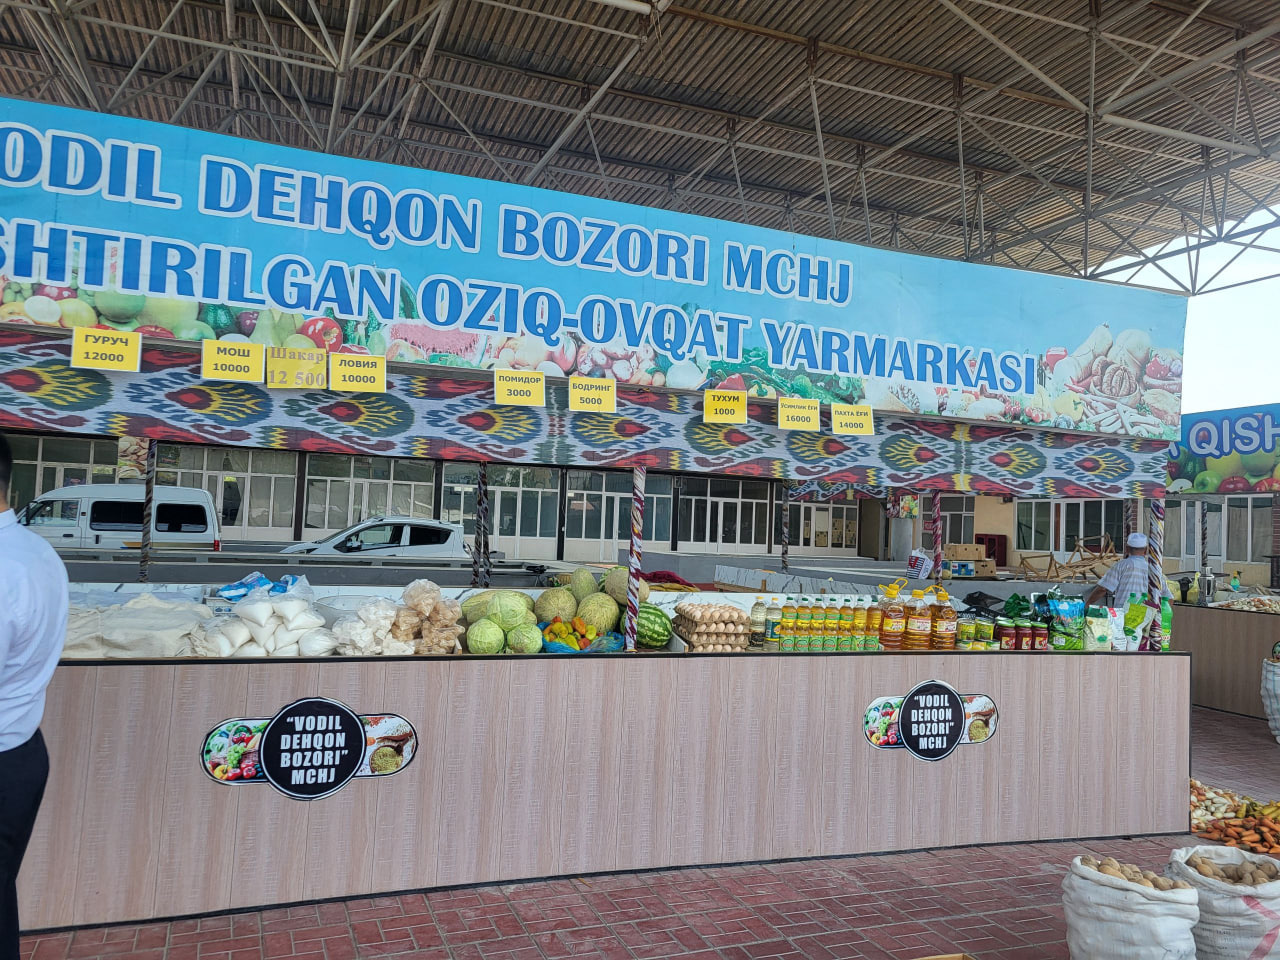 ODIL DEHQON BOZORI MCHJ
SHTIRILGAN OZIQ-OVQAT YARMARKASI
ГУРУЧ
12000
МОШ
10000
Шакар
12 500
ЛОВИЯ
10000
ПОМИДОР
3000
БОДРИНГ
5000
ТУХУМ
1000
ЎСИМЛИК ЁҒИ
16000
ПАХТА ЁҒИ
14000
QISH
"VODIL
DEHQON
BOZORI"
MCHJ
"VODIL
DEHQON
BOZORI"
MCHJ